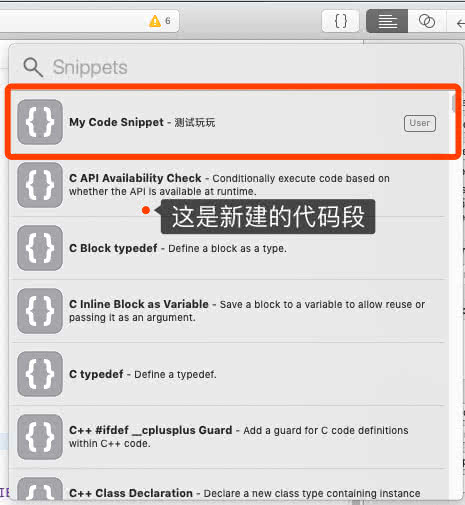 6
{ }
Snippets
{ }
My Code Snippet - 测试玩玩
User
{ }
C API Availability Check - Conditionally execute code based on
whether the API is available at runtime.
这是新建的代码段
{ }
C Block typedef - Define a block as a type.
{ }
C Inline Block as Variable - Save a block to a variable to allow reuse or
passing it as an argument.
{ }
C typedef - Define a typedef.
{ }
C++ #ifdef __cplusplus Guard - Add a guard for C code definitions
within C++ code.
{ }
C++ Class Declaration - Declare a new class type containing instance
IE